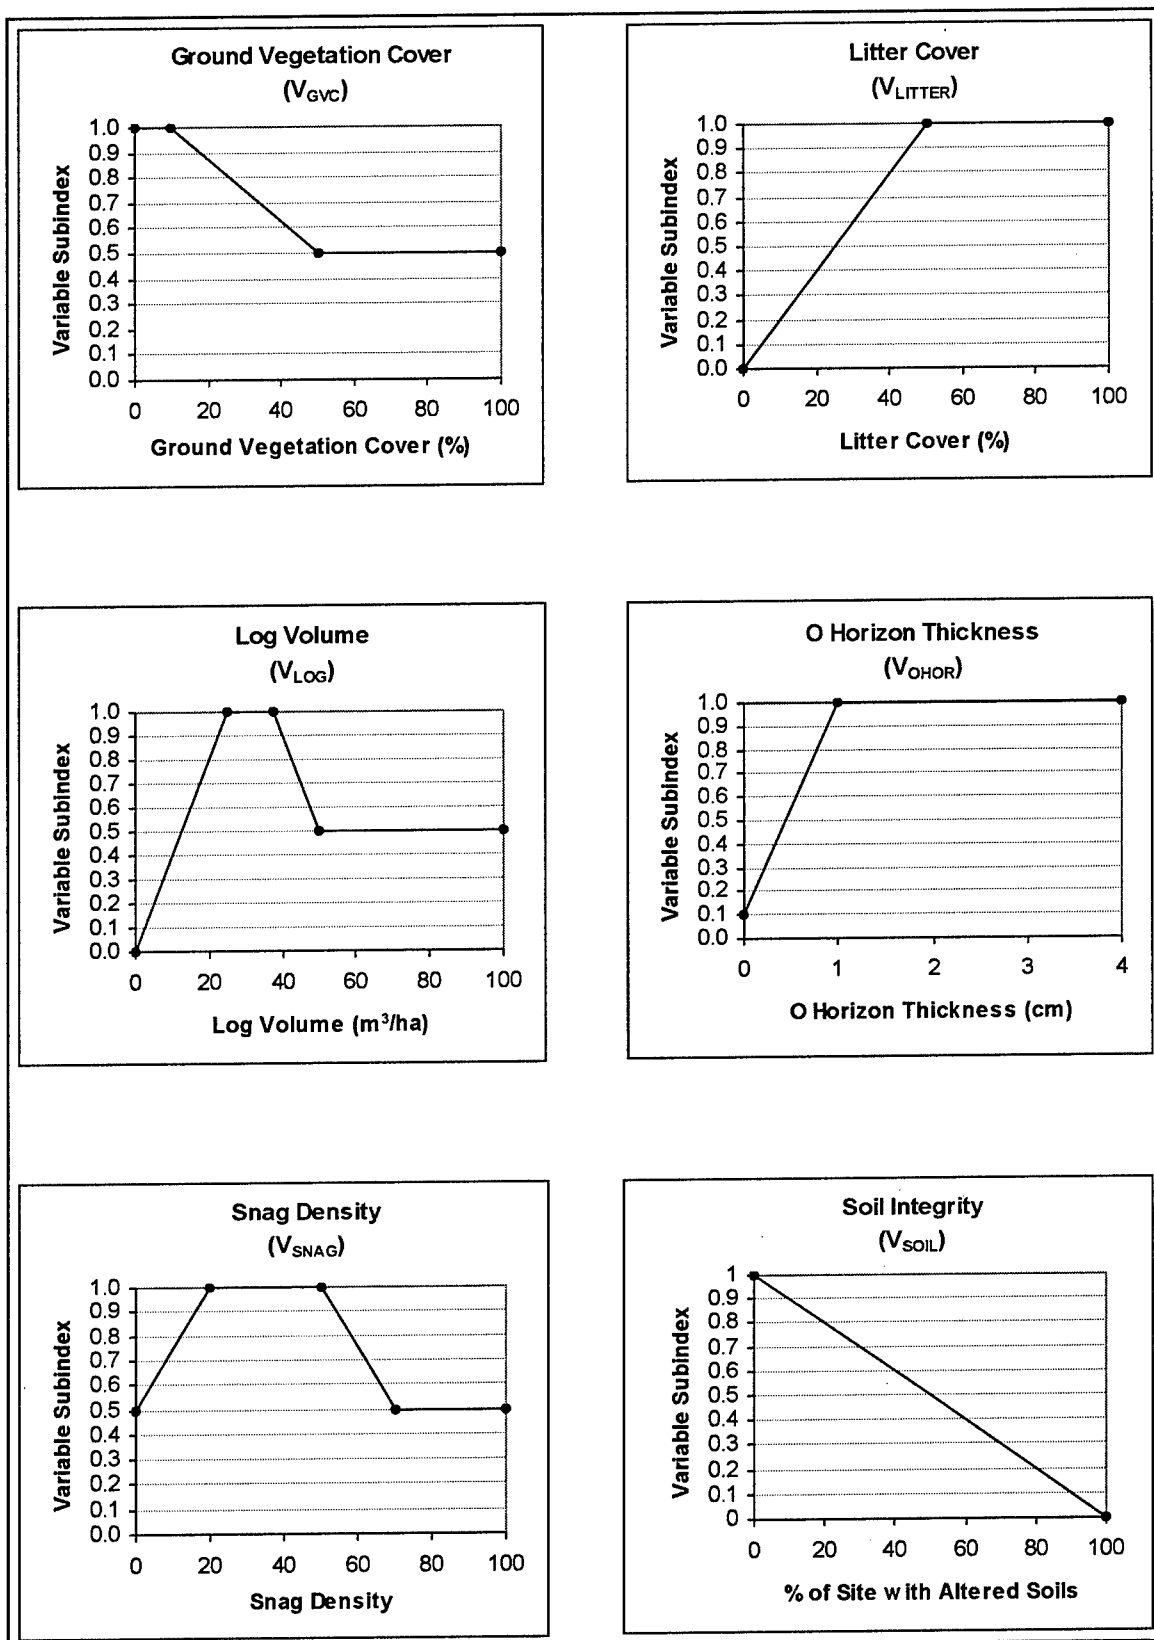 Ground Vegetation Cover
(V_GVC)
1.0
0.9
0.8
0.7
0.6
0.5
0.4
0.3
0.2
0.1
0.0
Variable Subindex
0 20 40 60 80 100
Ground Vegetation Cover (%)
Litter Cover
(V_LITTER)
1.0
0.9
0.8
0.7
0.6
0.5
0.4
0.3
0.2
0.1
0.0
Variable Subindex
0 20 40 60 80 100
Litter Cover (%)
Log Volume
(V_LOG)
1.0
0.9
0.8
0.7
0.6
0.5
0.4
0.3
0.2
0.1
0.0
Variable Subindex
0 20 40 60 80 100
Log Volume (m³/ha)
O Horizon Thickness
(V_OHOR)
1.0
0.9
0.8
0.7
0.6
0.5
0.4
0.3
0.2
0.1
0.0
Variable Subindex
0 1 2 3 4
O Horizon Thickness (cm)
Snag Density
(V_SNAG)
1.0
0.9
0.8
0.7
0.6
0.5
0.4
0.3
0.2
0.1
0.0
Variable Subindex
0 20 40 60 80 100
Snag Density
Soil Integrity
(V_SOIL)
1
0.9
0.8
0.7
0.6
0.5
0.4
0.3
0.2
0.1
0
Variable Subindex
0 20 40 60 80 100
% of Site with Altered Soils